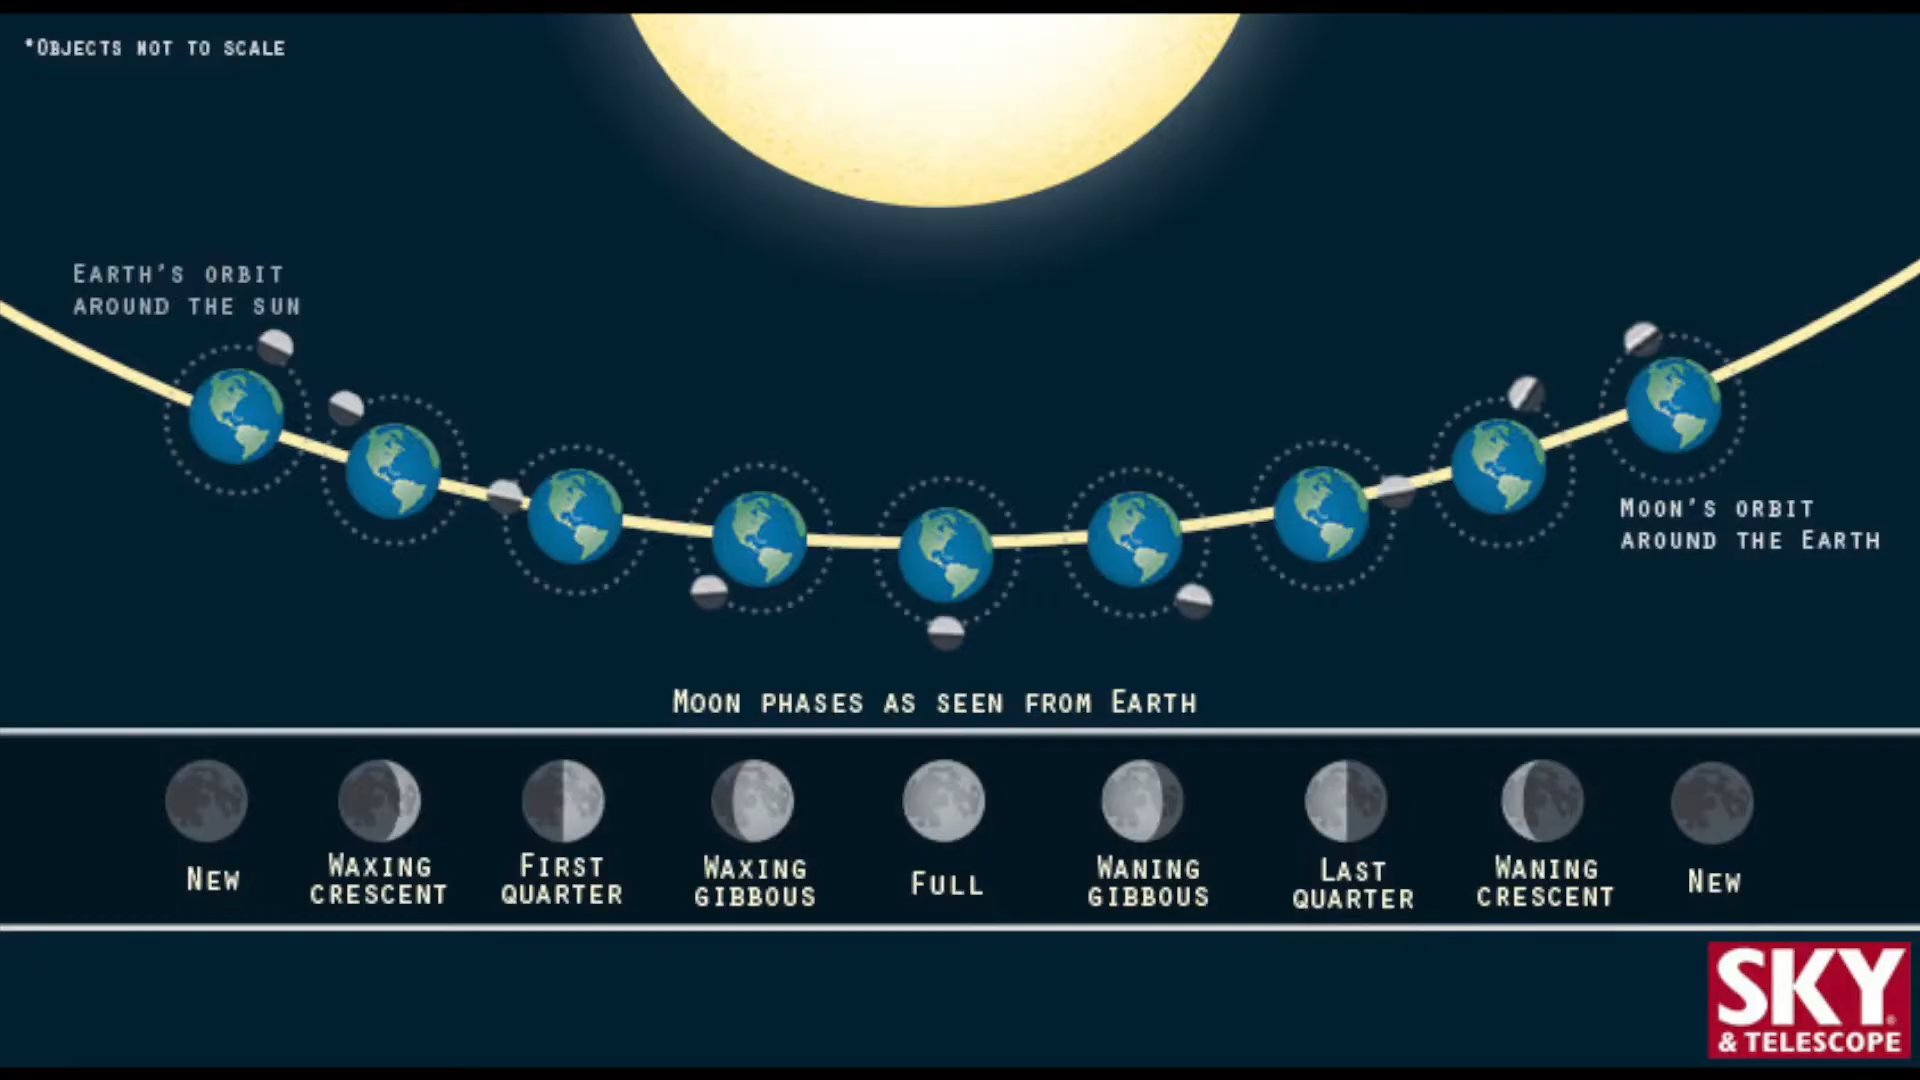 *OBJECTS NOT TO SCALE
EARTH'S ORBIT
AROUND THE SUN
MOON'S ORBIT
AROUND THE EARTH
MOON PHASES AS SEEN FROM EARTH
NEW
WAXING
CRESCENT
FIRST
QUARTER
WAXING
GIBBOUS
FULL
WANING
GIBBOUS
LAST
QUARTER
WANING
CRESCENT
NEW
SKY
& TELESCOPE